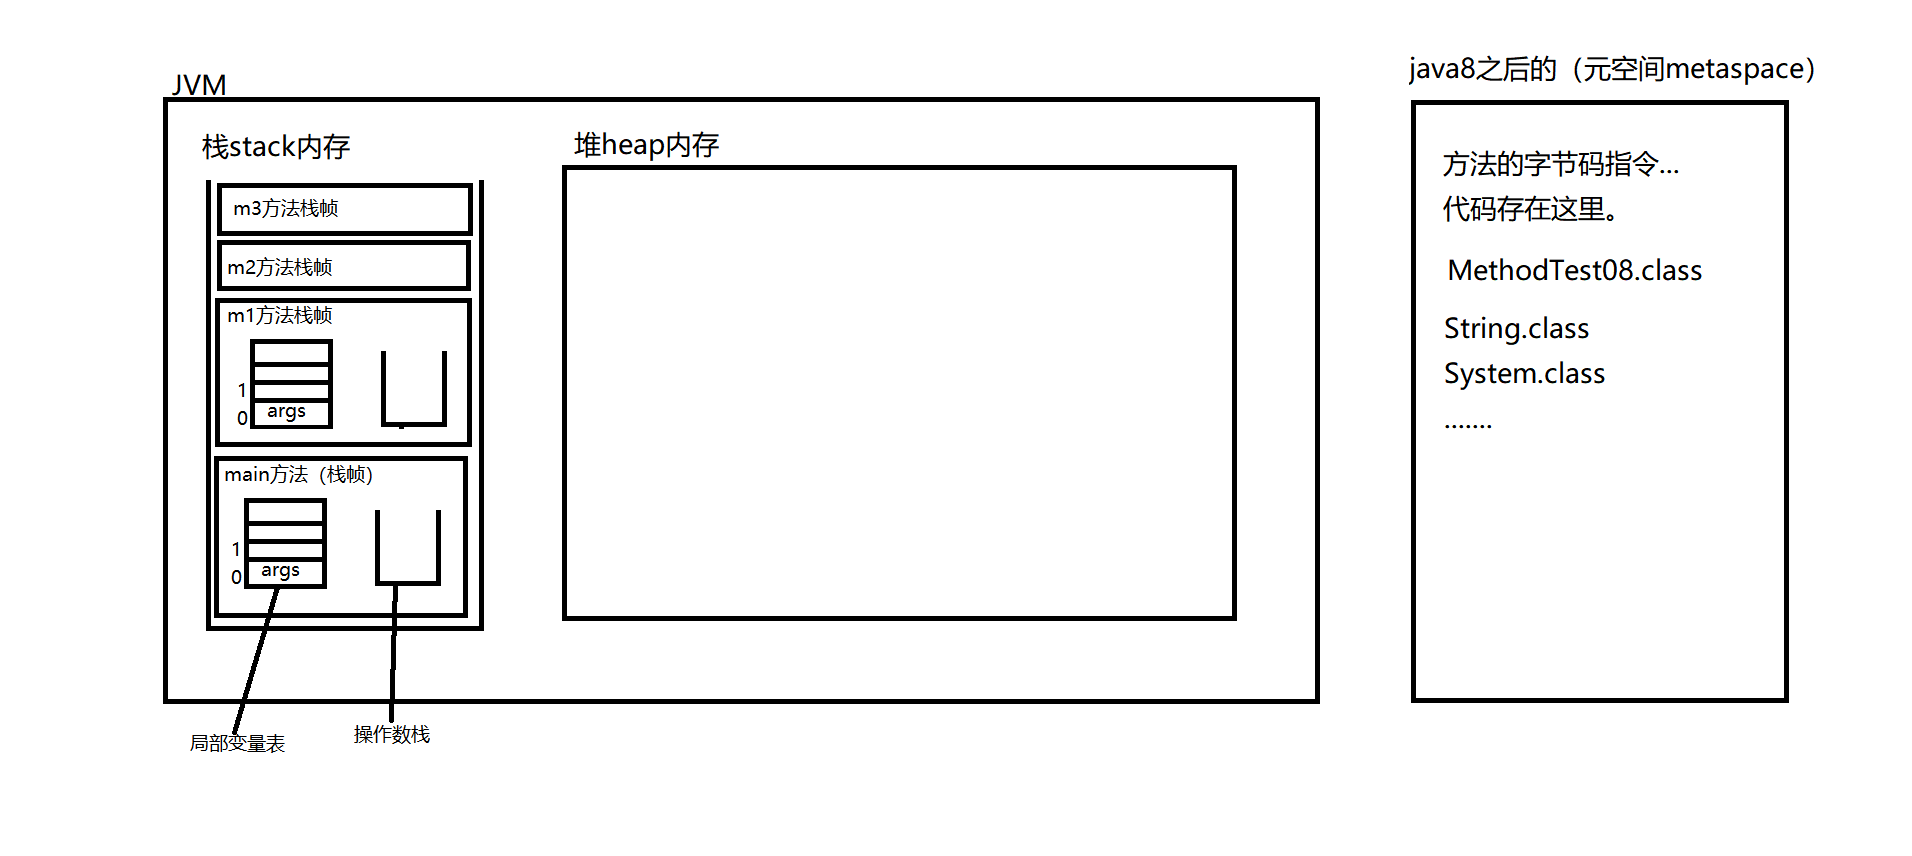 JVM
栈stack内存
m3方法栈帧
m2方法栈帧
m1方法栈帧
1
0
args
main方法（栈帧）
1
0
args
局部变量表
操作数栈
堆heap内存
java8之后的（元空间metaspace）
方法的字节码指令...
代码存在这里。
MethodTest08.class
String.class
System.class
.......